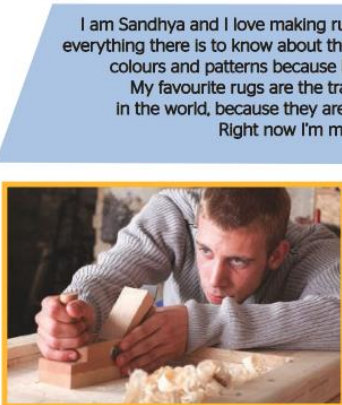 I am Sandhya and I love making
everything there is to know about
colours and patterns because
My favourite rugs are the
in the world, because they are
Right now I'm